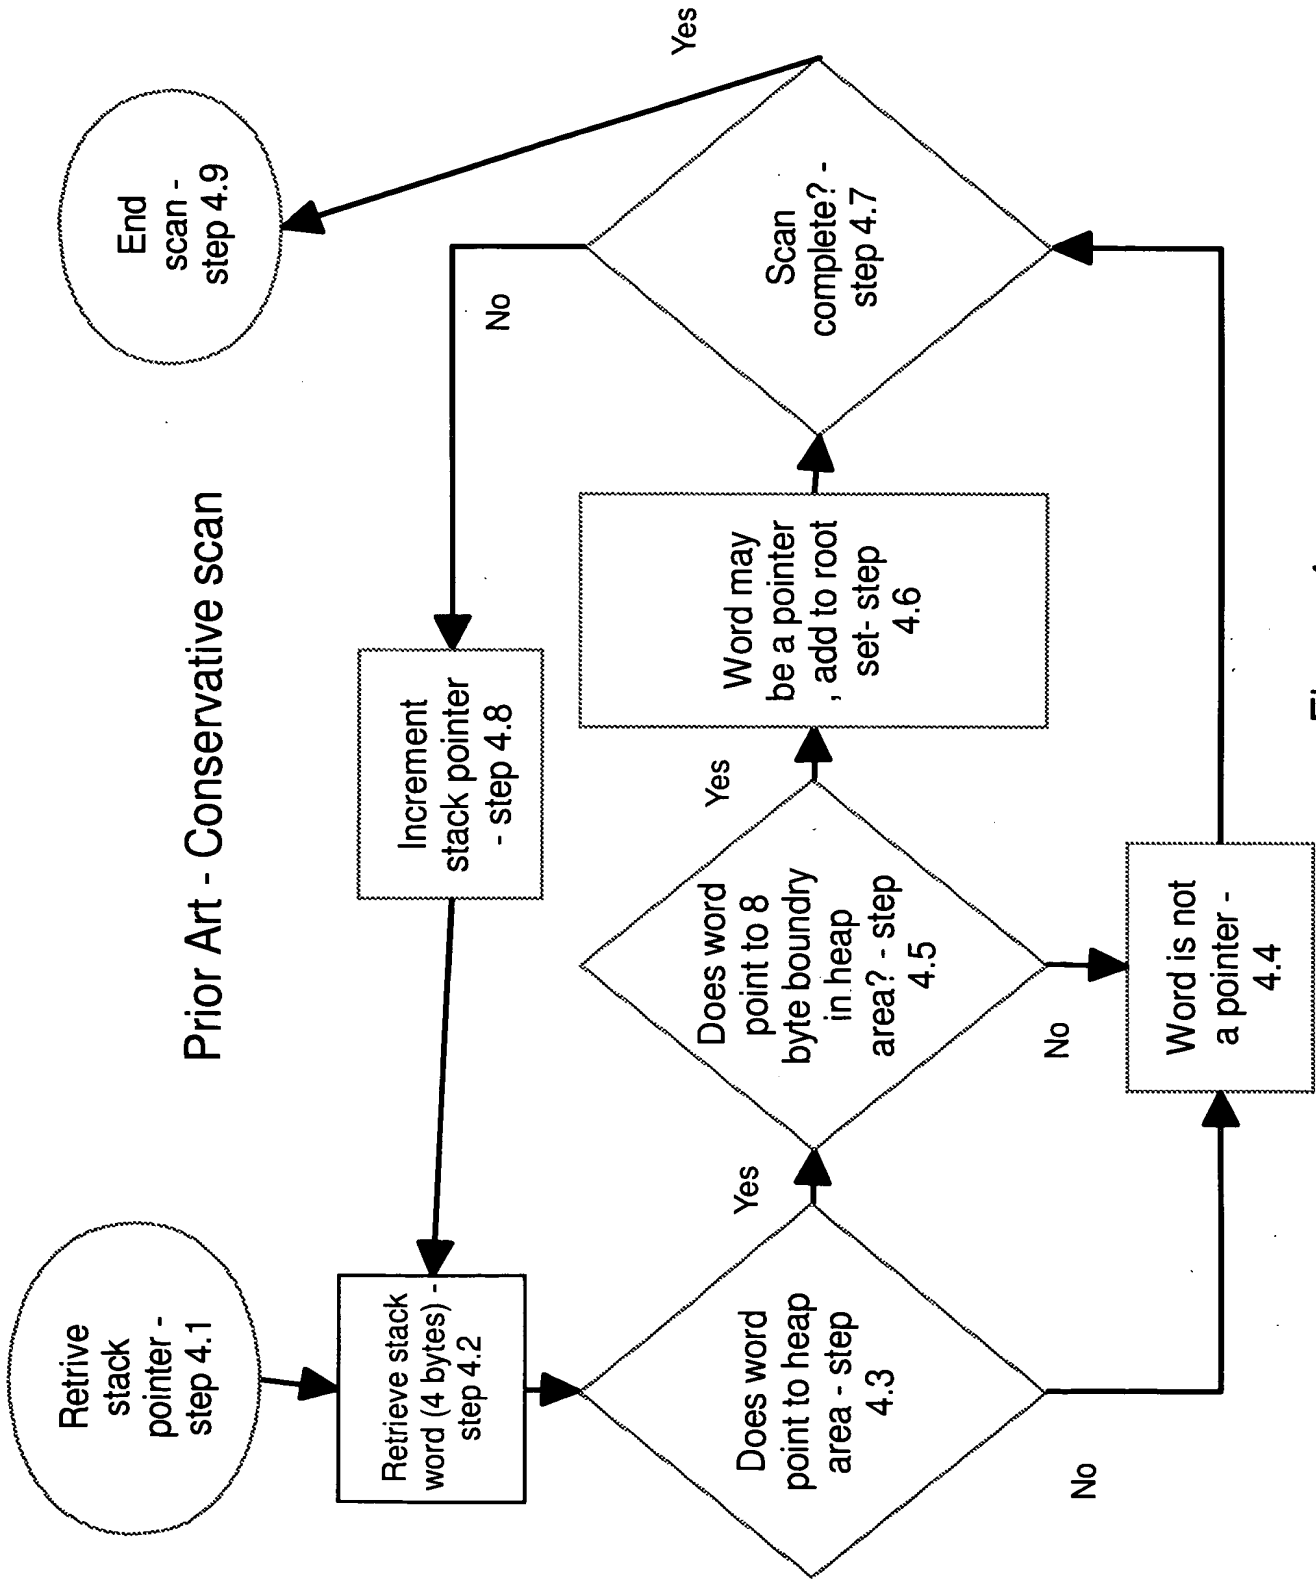 Prior Art - Conservative scan
Retrive
stack
pointer -
step 4.1
Retrieve stack
word (4 bytes) -
step 4.2
Does word
point to heap
area - step
4.3
Yes
No
Does word
point to 8
byte boundry
in heap
area? - step
4.5
Yes
No
Word is not
a pointer -
4.4
Word may
be a pointer
, add to root
set- step
4.6
Scan
complete? -
step 4.7
No
Yes
Increment
stack pointer
- step 4.8
End
scan -
step 4.9